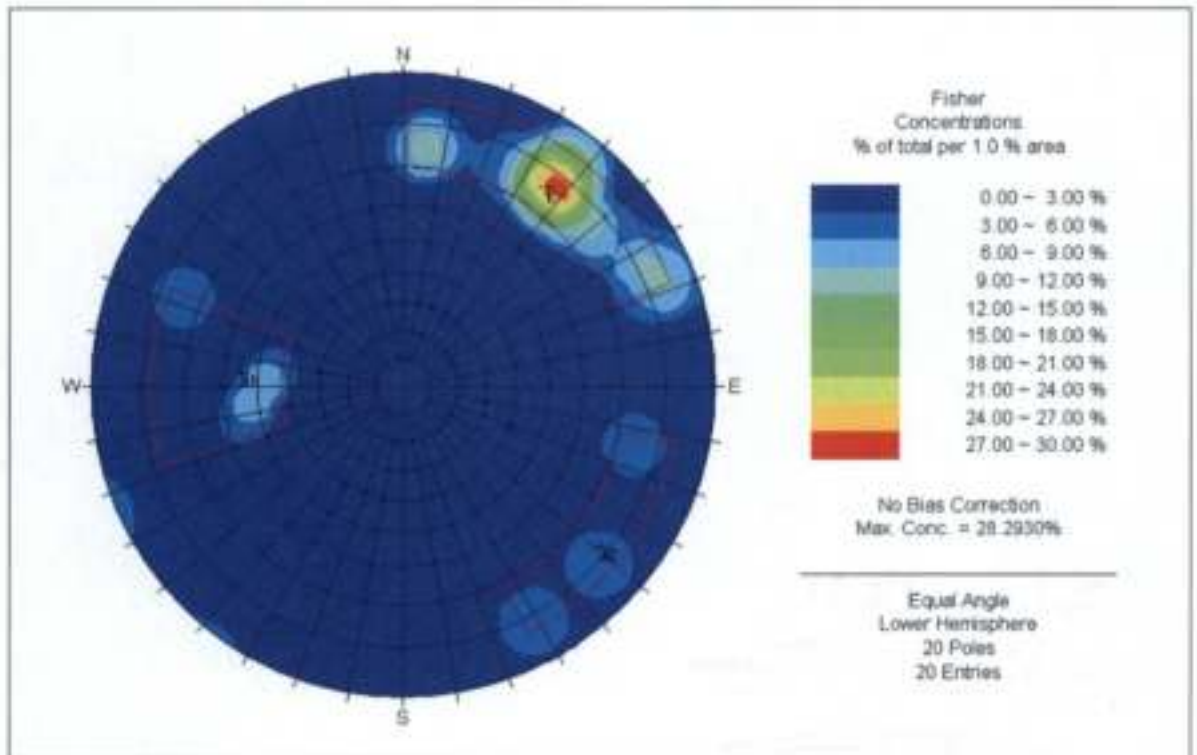 N
W
E
S
Fisher
Concentrations
% of total per 1.0 % area
0.00 ~ 3.00 %
3.00 ~ 6.00 %
6.00 ~ 9.00 %
9.00 ~ 12.00 %
12.00 ~ 15.00 %
15.00 ~ 18.00 %
18.00 ~ 21.00 %
21.00 ~ 24.00 %
24.00 ~ 27.00 %
27.00 ~ 30.00 %
No Bias Correction
Max. Conc. = 28.2930%
Equal Angle
Lower Hemisphere
20 Poles
20 Entries